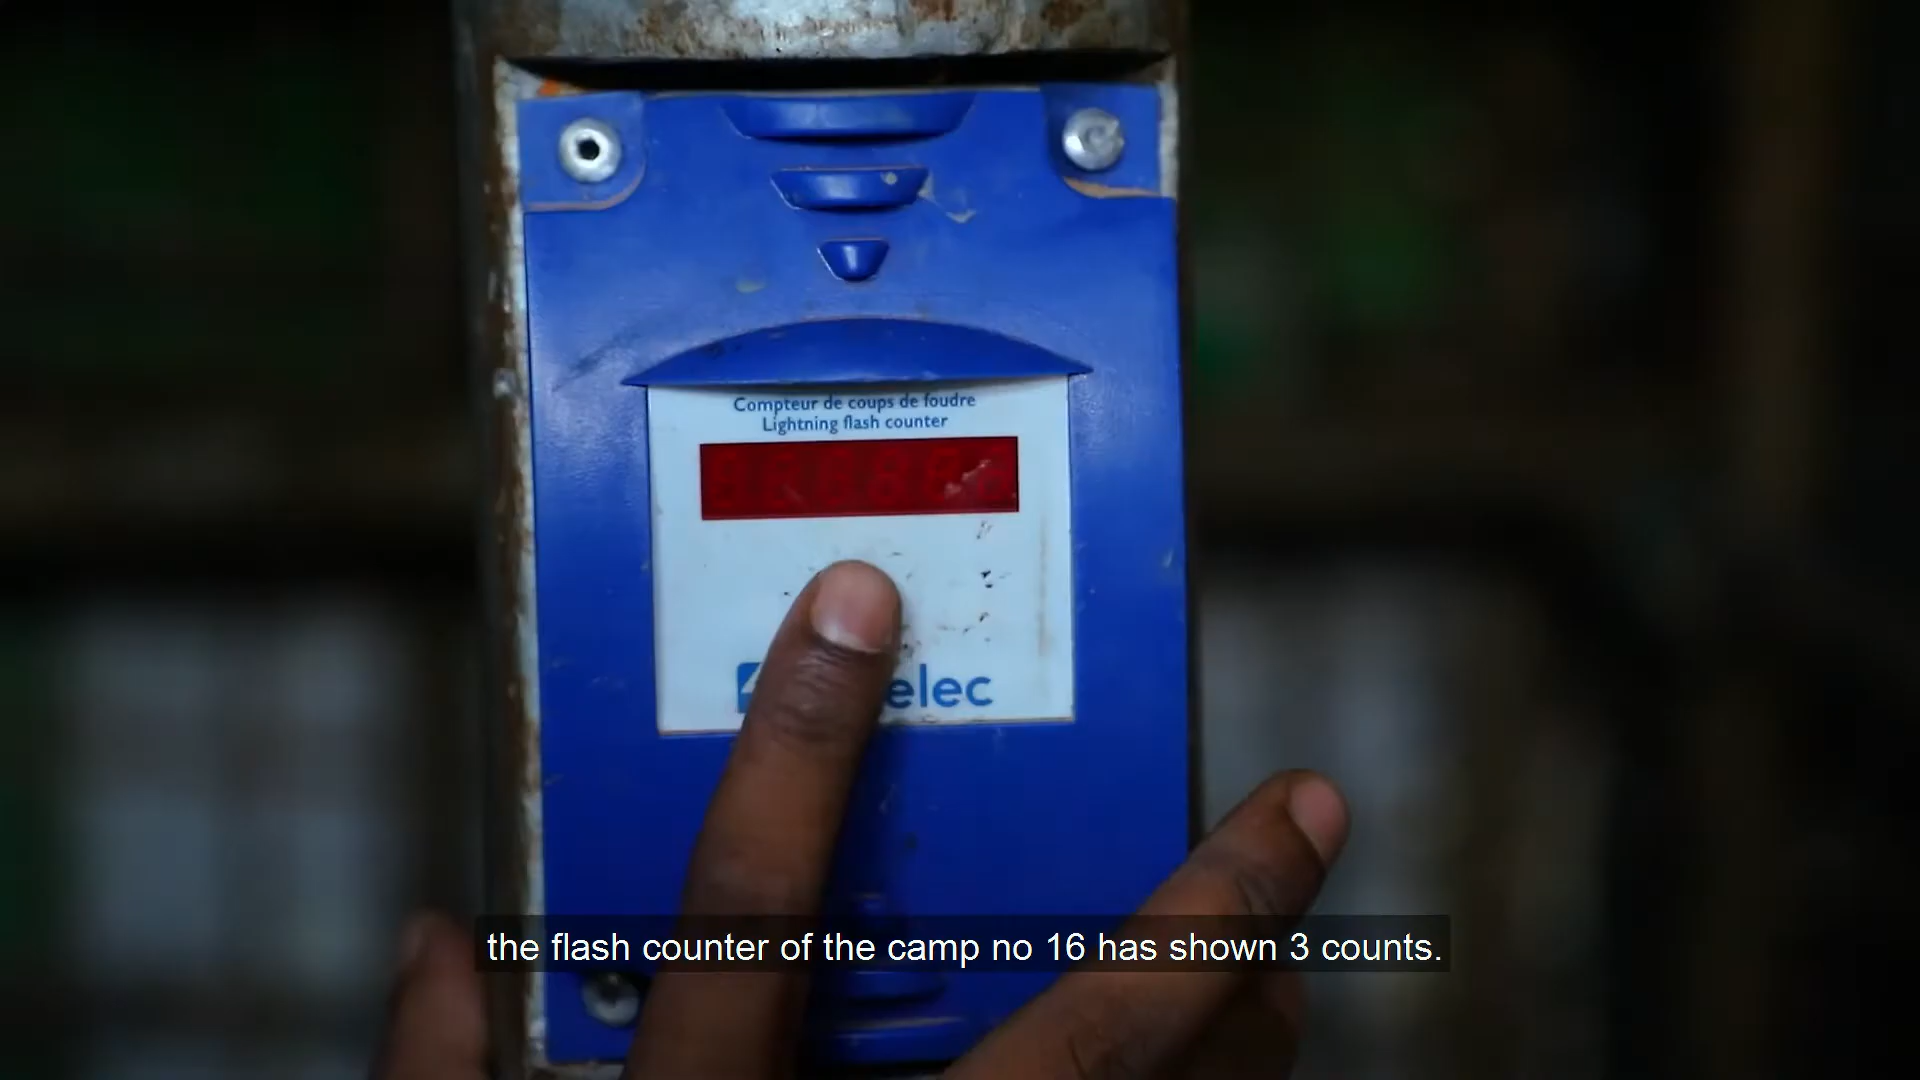 Compteur de coups de foudre
Lightning flash counter
elec
the flash counter of the camp no 16 has shown 3 counts.